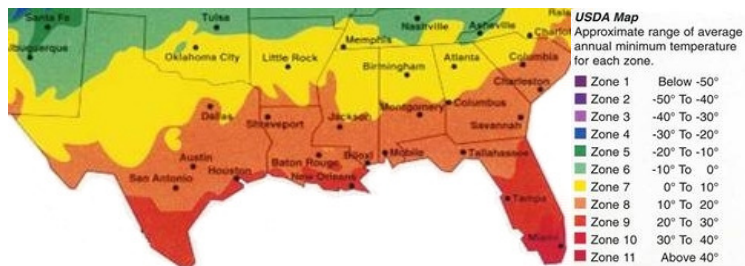 Santa Fe
Tulsa
Nashville
Asheville
Rale
Charlot
lbuquerque
Oklahoma City
Memphis
Little Rock
Birmingham
Atlanta
Columbia
Charleston
Dallas
Shreveport
Jackson
Montgomery
Columbus
Savannah
Austin
San Antonio
Houston
Baton Rouge
Biloxi
Mobile
Tallahassee
New Orleans
Tampa
Miami
USDA Map
Approximate range of average
annual minimum temperature
for each zone.
Zone 1 Below -50°
Zone 2 -50° To -40°
Zone 3 -40° To -30°
Zone 4 -30° To -20°
Zone 5 -20° To -10°
Zone 6 -10° To 0°
Zone 7 0° To 10°
Zone 8 10° To 20°
Zone 9 20° To 30°
Zone 10 30° To 40°
Zone 11 Above 40°